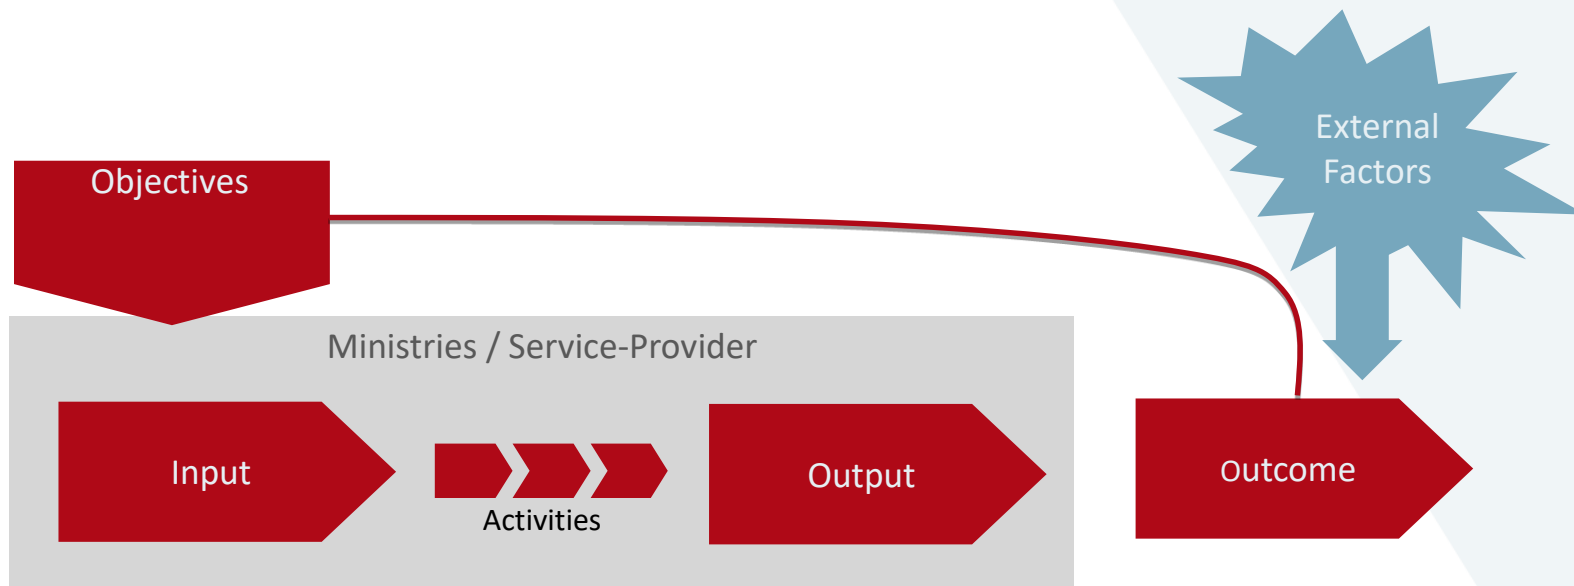 External
Factors
Objectives
Ministries / Service-Provider
Input
Activities
Output
Outcome